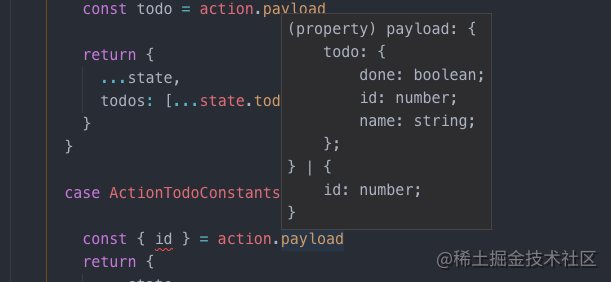 const todo = action.payload
return {
...state,
todos: [...state.tod
}
}
case ActionTodoConstants
const { id } = action.payload
return {
(property) payload: {
todo: {
done: boolean;
id: number;
name: string;
};
} | {
id: number;
}
@稀土掘金技术社区